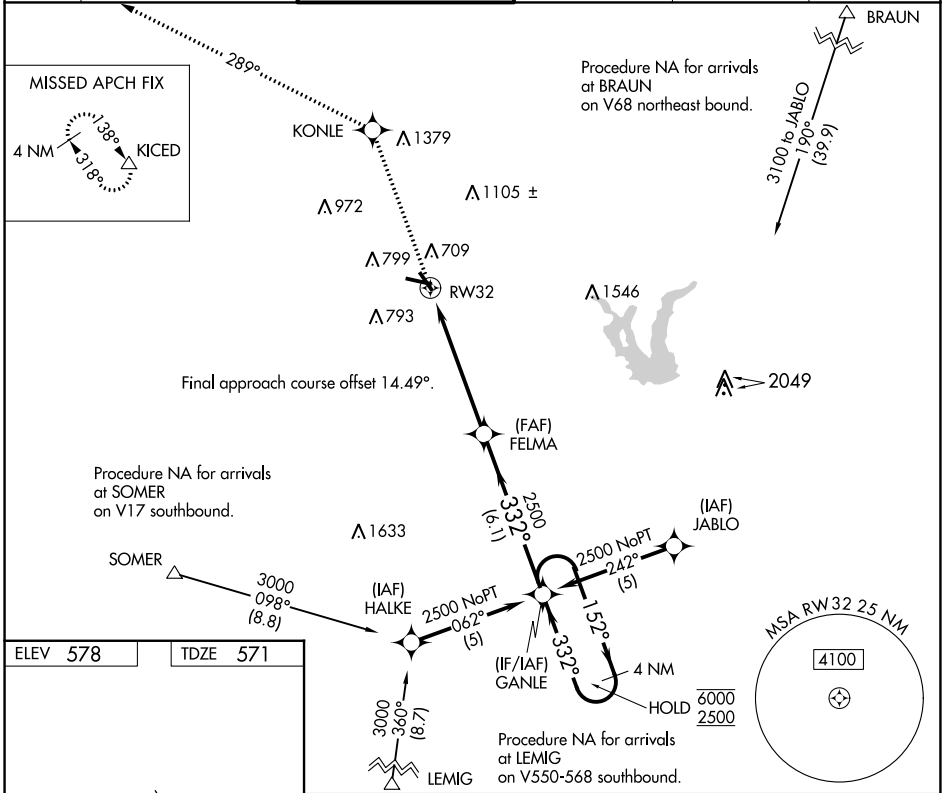 BRAUN
289°
Procedure NA for arrivals
at BRAUN
on V68 northeast bound.
3100 to JABLO
190°
(39.9)
MISSED APCH FIX
4 NM
138°
318°
KICED
KONLE
1379
1105 ±
972
709
799
RW32
793
1546
2049
Final approach course offset 14.49°.
(FAF)
FELMA
Procedure NA for arrivals
at SOMER
on V17 southbound.
2500
332°
(6.1)
(IAF)
JABLO
1633
SOMER
3000
098°
(8.8)
(IAF)
HALKE
2500 NoPT
062°
(5)
2500 NoPT
242°
(5)
(IF/IAF)
GANLE
332°
152°
4 NM
HOLD
6000
2500
MSA RW32 25 NM
4100
ELEV 578
TDZE 571
3000
360°
(8.7)
LEMIG
Procedure NA for arrivals
at LEMIG
on V550-568 southbound.